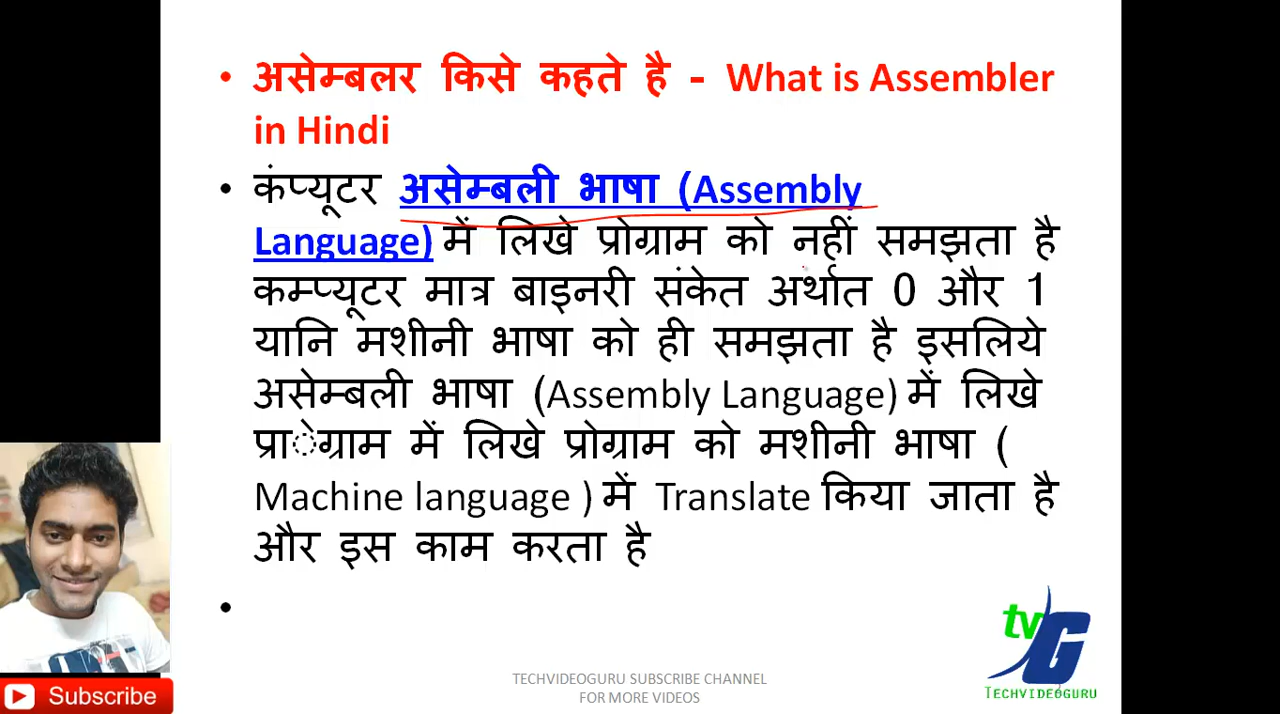 • असेम्बलर किसे कहते है - What is Assembler
in Hindi
• कंप्यूटर असेम्बली भाषा (Assembly
Language) में लिखे प्रोग्राम को नहीं समझता है
कम्प्यूटर मात्र बाइनरी संकेत अर्थात 0 और 1
यानि मशीनी भाषा को ही समझता है इसलिये
असेम्बली भाषा (Assembly Language) में लिखे
प्राेग्राम में लिखे प्रोग्राम को मशीनी भाषा (
Machine language ) में Translate किया जाता है
और इस काम करता है
•
tvG
TECHVIDEOGURU
TECHVIDEOGURU SUBSCRIBE CHANNEL
FOR MORE VIDEOS
Subscribe